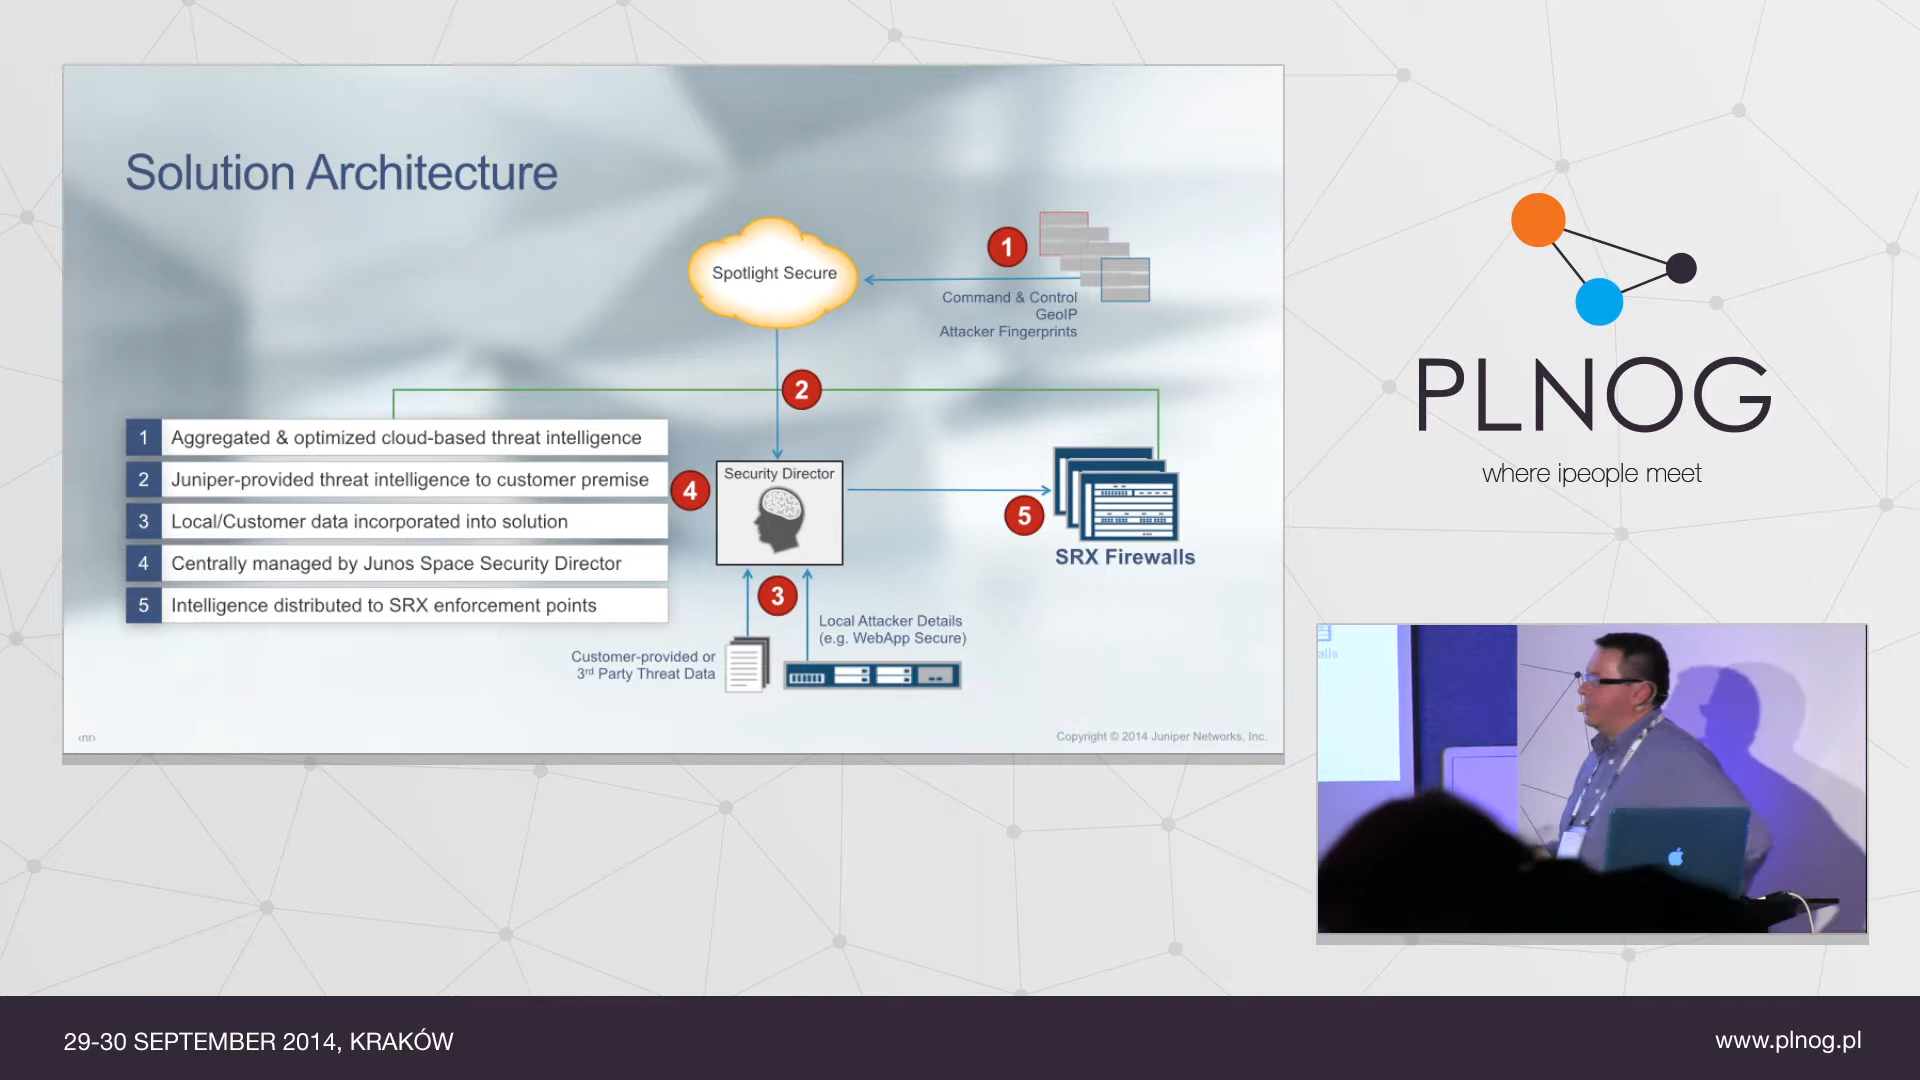 Solution Architecture
Spotlight Secure
1
Command & Control
GeoIP
Attacker Fingerprints
2
1 Aggregated & optimized cloud-based threat intelligence
2 Juniper-provided threat intelligence to customer premise
3 Local/Customer data incorporated into solution
4 Centrally managed by Junos Space Security Director
5 Intelligence distributed to SRX enforcement points
4
Security Director
5
SRX Firewalls
3
Local Attacker Details
(e.g. WebApp Secure)
Customer-provided or
3rd Party Threat Data
Copyright © 2014 Juniper Networks, Inc.
PLNOG
where ipeople meet
alls
29-30 SEPTEMBER 2014, KRAKÓW
www.plnog.pl